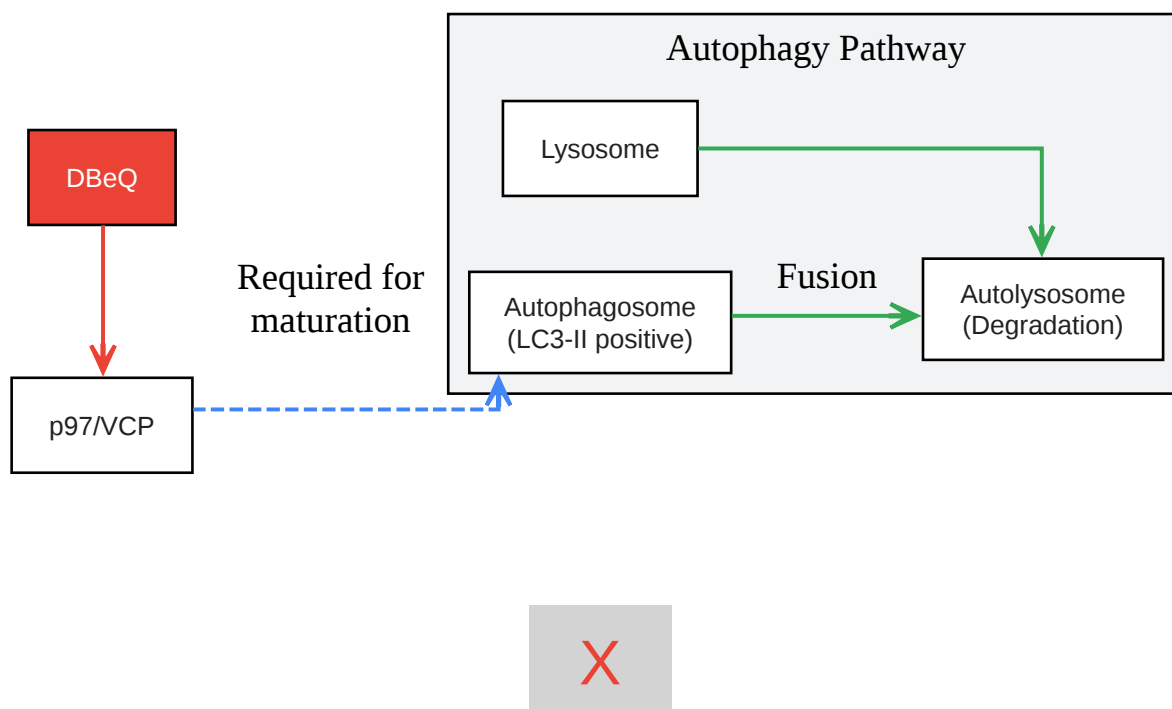 Autophagy Pathway
Lysosome
DBeQ
Required for
maturation
Autophagosome
(LC3-II positive)
Fusion
Autolysosome
(Degradation)
p97/VCP
X